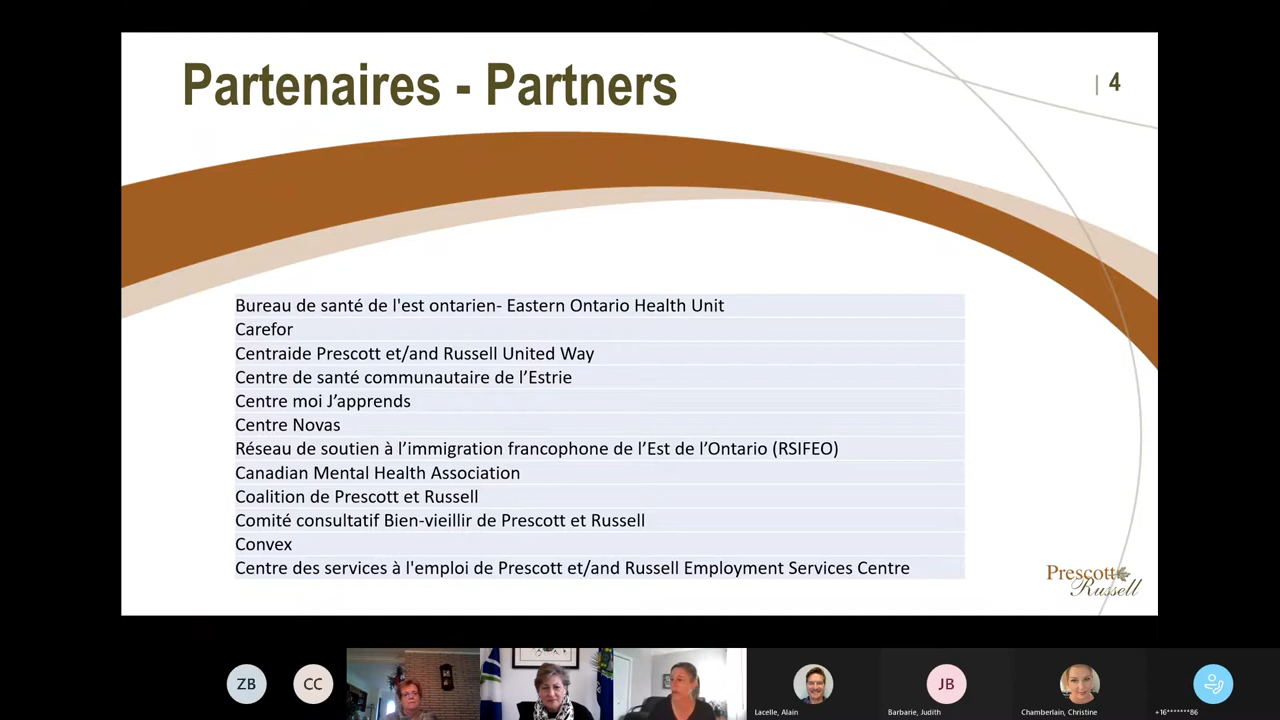 Partenaires - Partners
| 4
Bureau de santé de l'est ontarien- Eastern Ontario Health Unit
Carefor
Centraide Prescott et/and Russell United Way
Centre de santé communautaire de l’Estrie
Centre moi J’apprends
Centre Novas
Réseau de soutien à l’immigration francophone de l’Est de l’Ontario (RSIFEO)
Canadian Mental Health Association
Coalition de Prescott et Russell
Comité consultatif Bien-vieillir de Prescott et Russell
Convex
Centre des services à l'emploi de Prescott et/and Russell Employment Services Centre
Prescott
Russell
ZB
CC
JB
Lacelle, Alain
Barbarie, Judith
Chamberlain, Christine
+16*******86